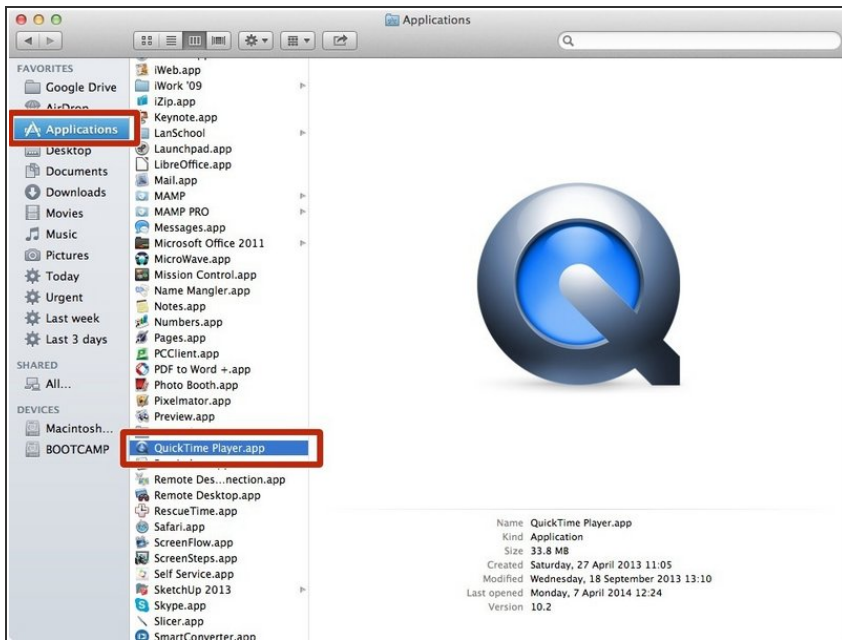 Applications
FAVORITES
Google Drive
AirDrop
Applications
Desktop
Documents
Downloads
Movies
Music
Pictures
Today
Urgent
Last week
Last 3 days
SHARED
All...
DEVICES
Macintosh...
BOOTCAMP
iWeb.app
iWork '09
iZip.app
Keynote.app
LanSchool
Launchpad.app
LibreOffice.app
Mail.app
MAMP
MAMP PRO
Messages.app
Microsoft Office 2011
MicroWave.app
Mission Control.app
Name Mangler.app
Notes.app
Numbers.app
Pages.app
PCClient.app
PDF to Word +.app
Photo Booth.app
Pixelmator.app
Preview.app
QuickTime Player.app
Remote Des...nection.app
Remote Desktop.app
RescueTime.app
Safari.app
ScreenFlow.app
ScreenSteps.app
Self Service.app
SketchUp 2013
Skype.app
Slicer.app
SmartConverter.app
Name QuickTime Player.app
Kind Application
Size 33.8 MB
Created Saturday, 27 April 2013 11:05
Modified Wednesday, 18 September 2013 13:10
Last opened Monday, 7 April 2014 12:24
Version 10.2